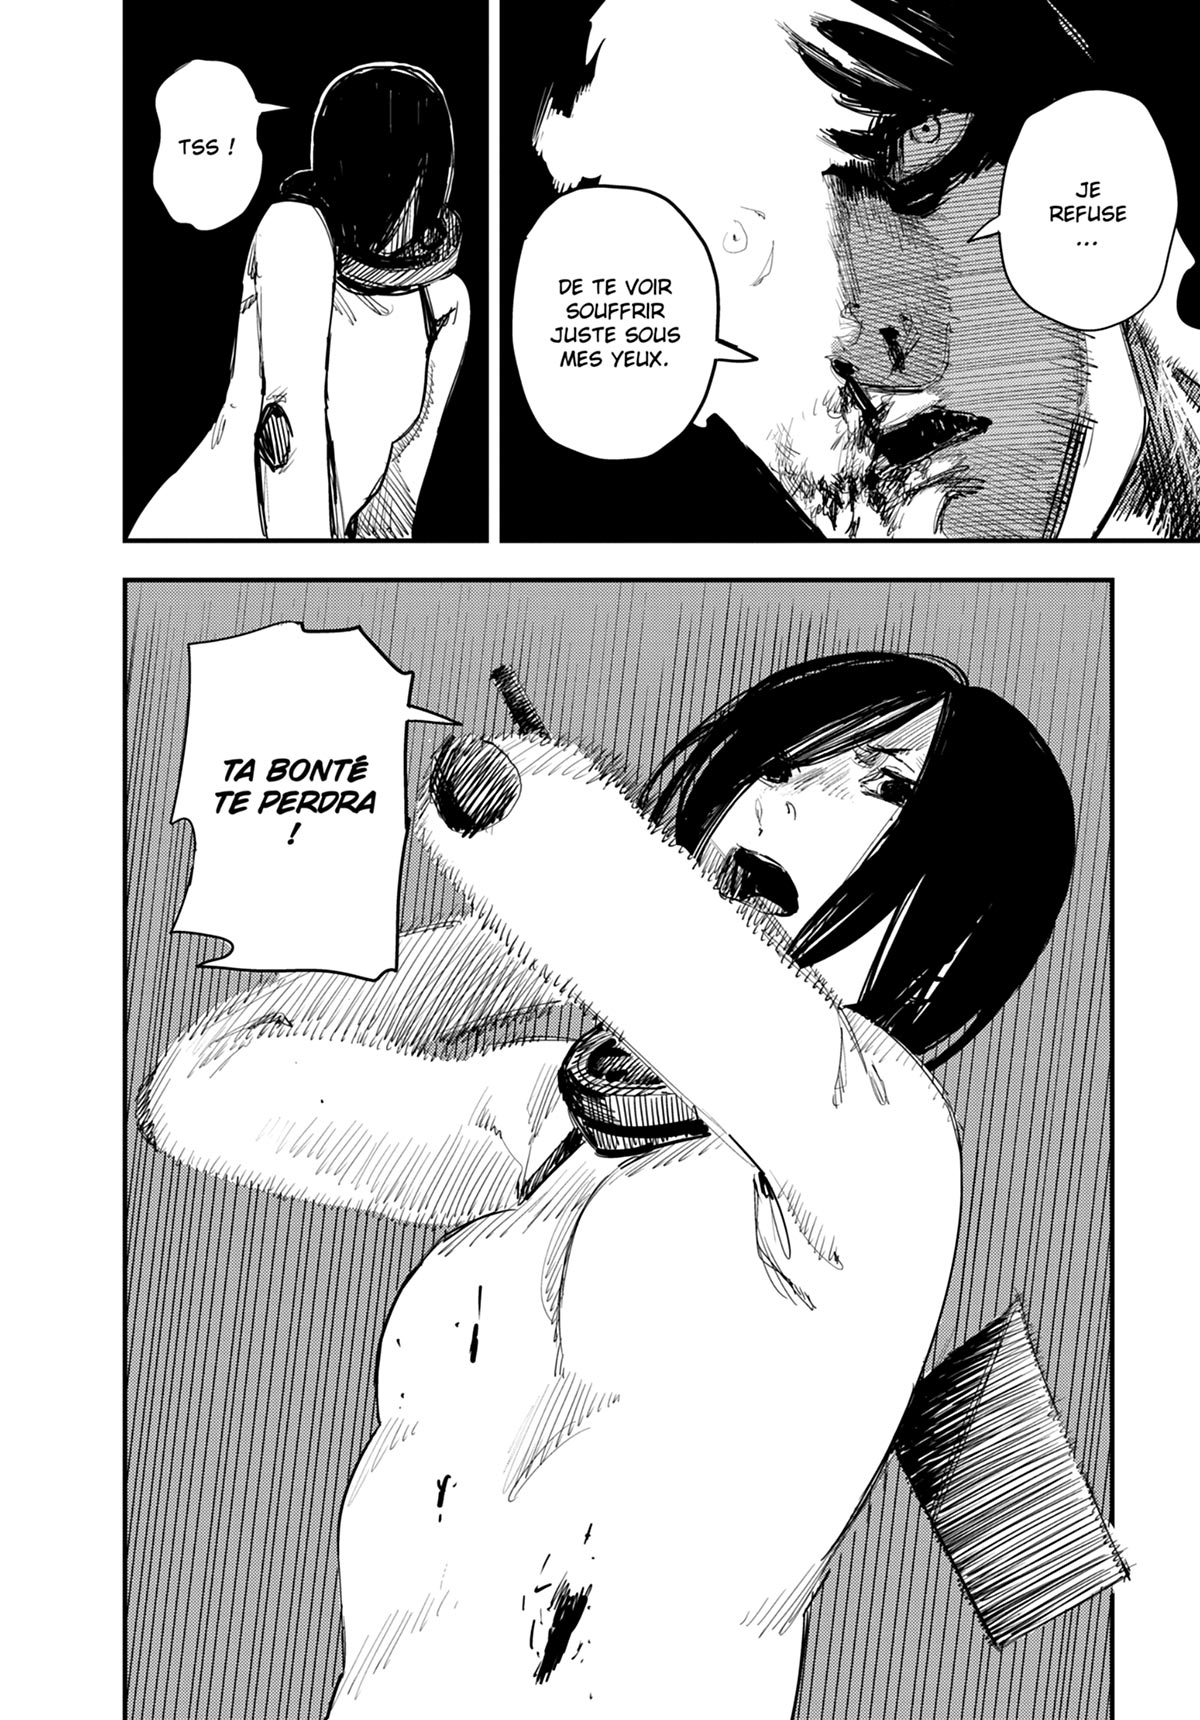 JE
REFUSE
...
DE TE VOIR
SOUFFRIR
JUSTE SOUS
MES YEUX.
TSS !
TA BONTÉ
TE PERDRA
!